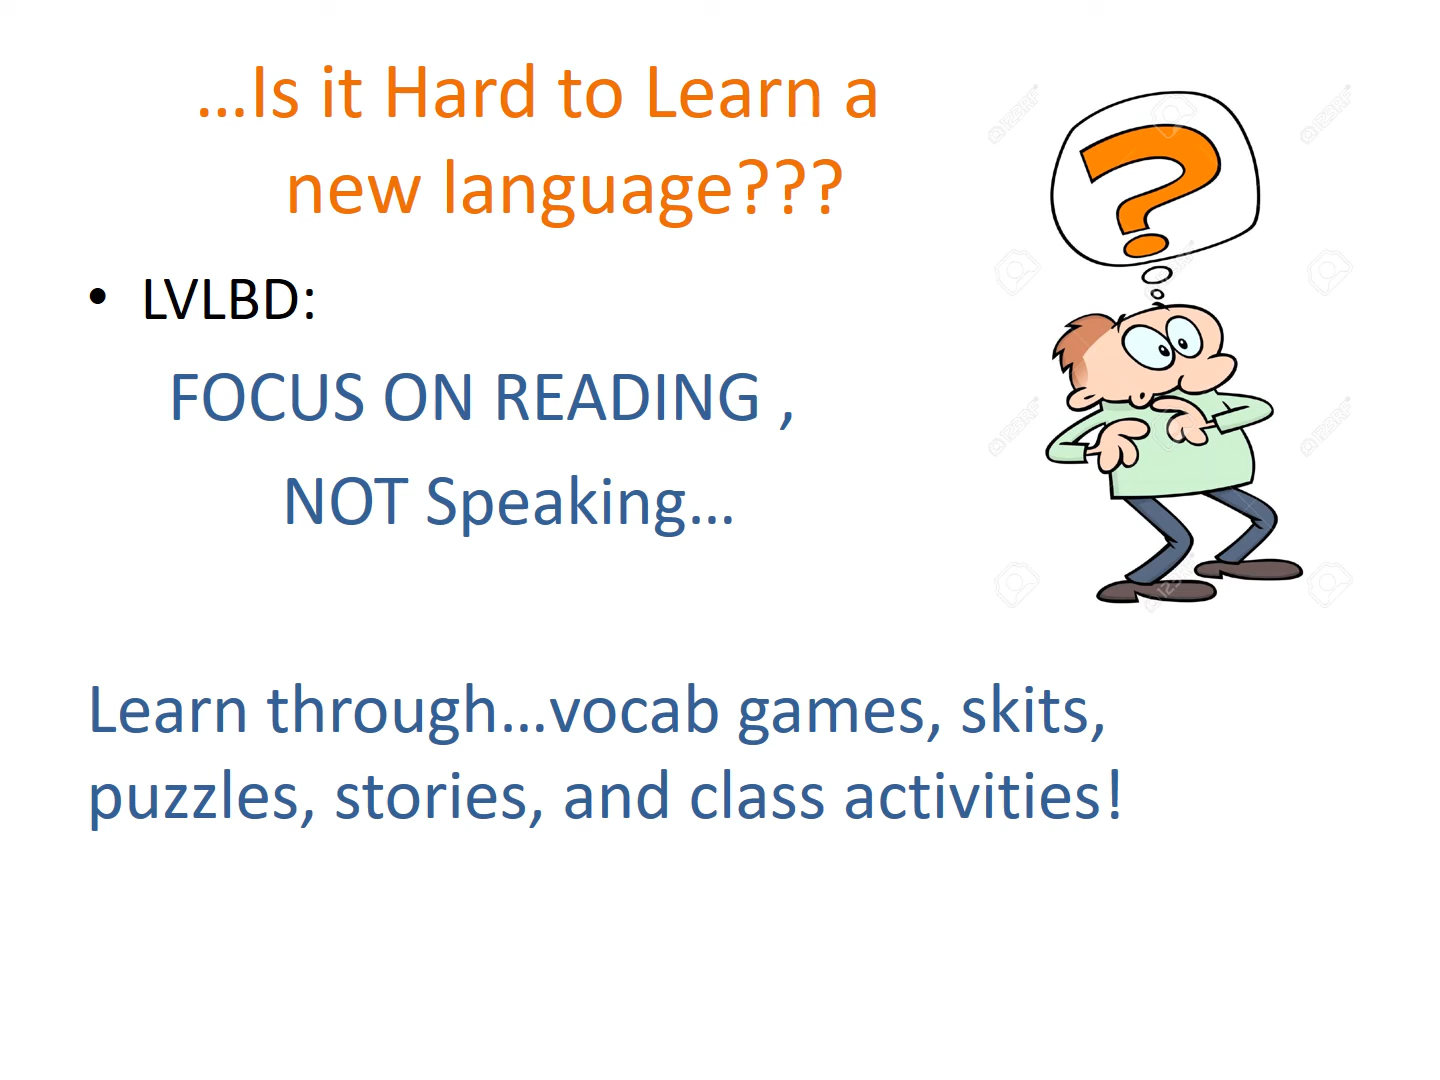 ...Is it Hard to Learn a
new language???
• LVLBD:
FOCUS ON READING ,
NOT Speaking...
?
Learn through...vocab games, skits,
puzzles, stories, and class activities!